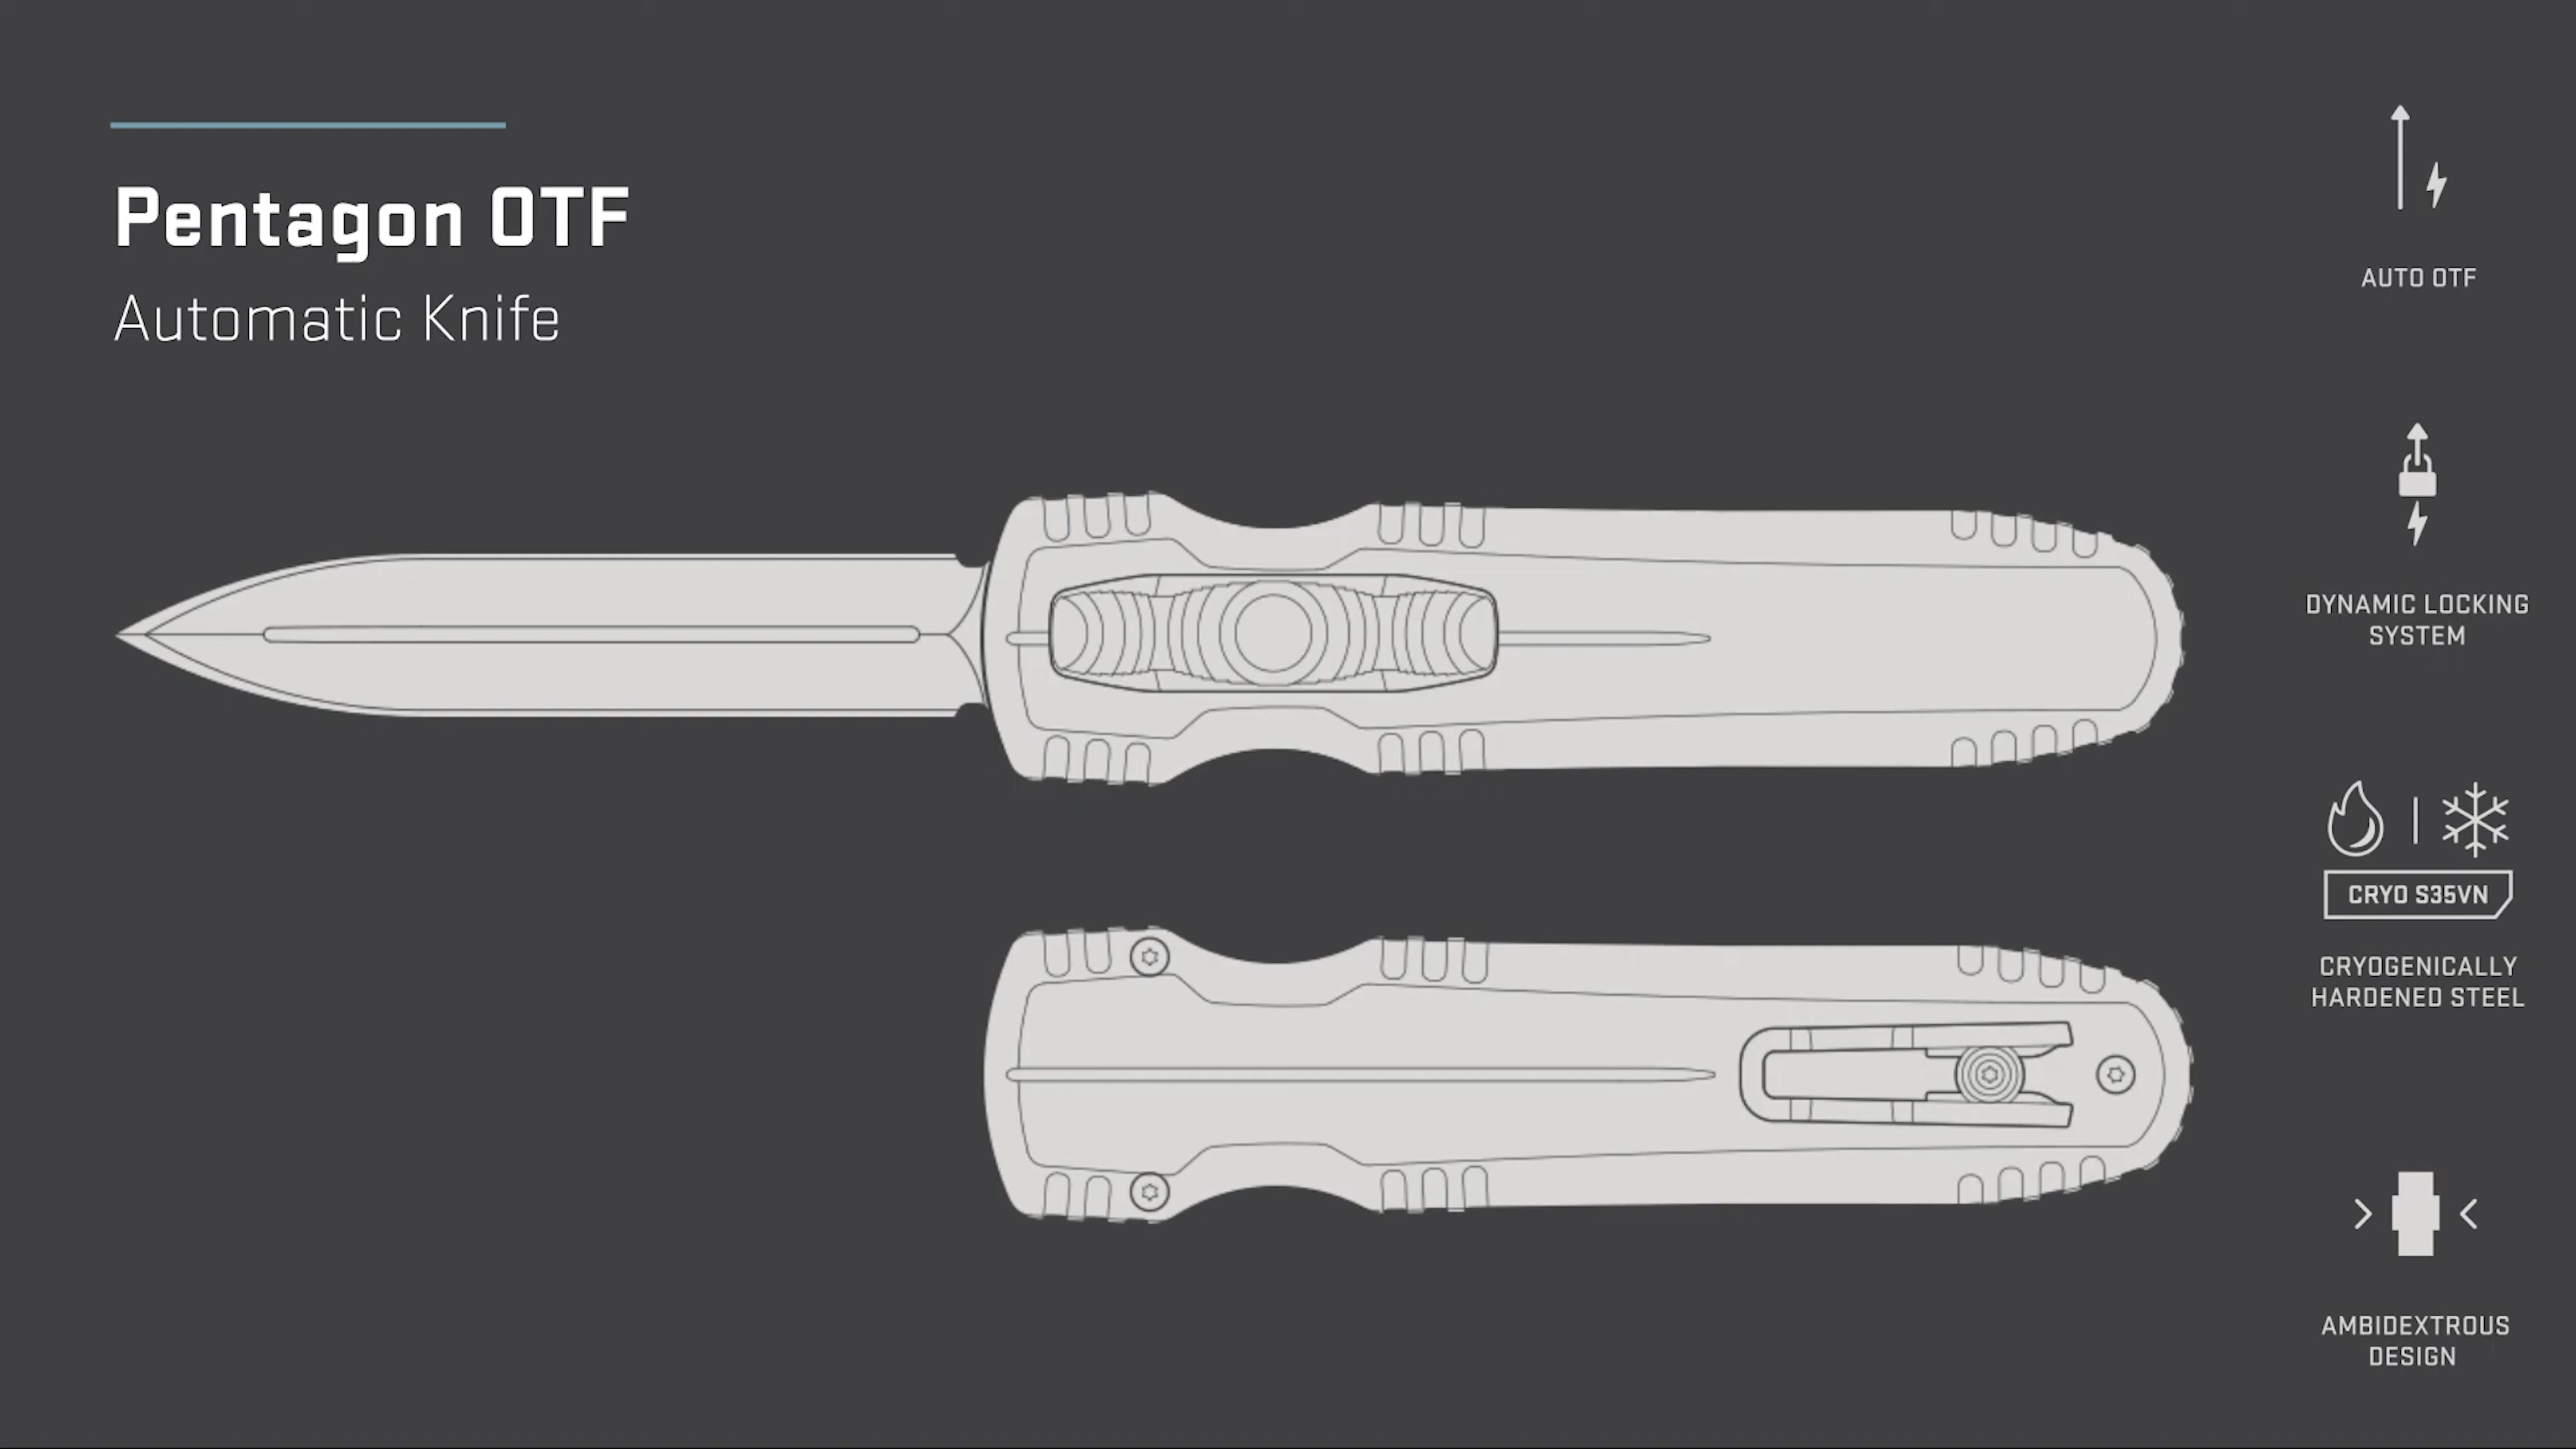 Pentagon OTF
Automatic Knife
AUTO OTF
DYNAMIC LOCKING
SYSTEM
CRYO S35VN
CRYOGENICALLY
HARDENED STEEL
AMBIDEXTROUS
DESIGN